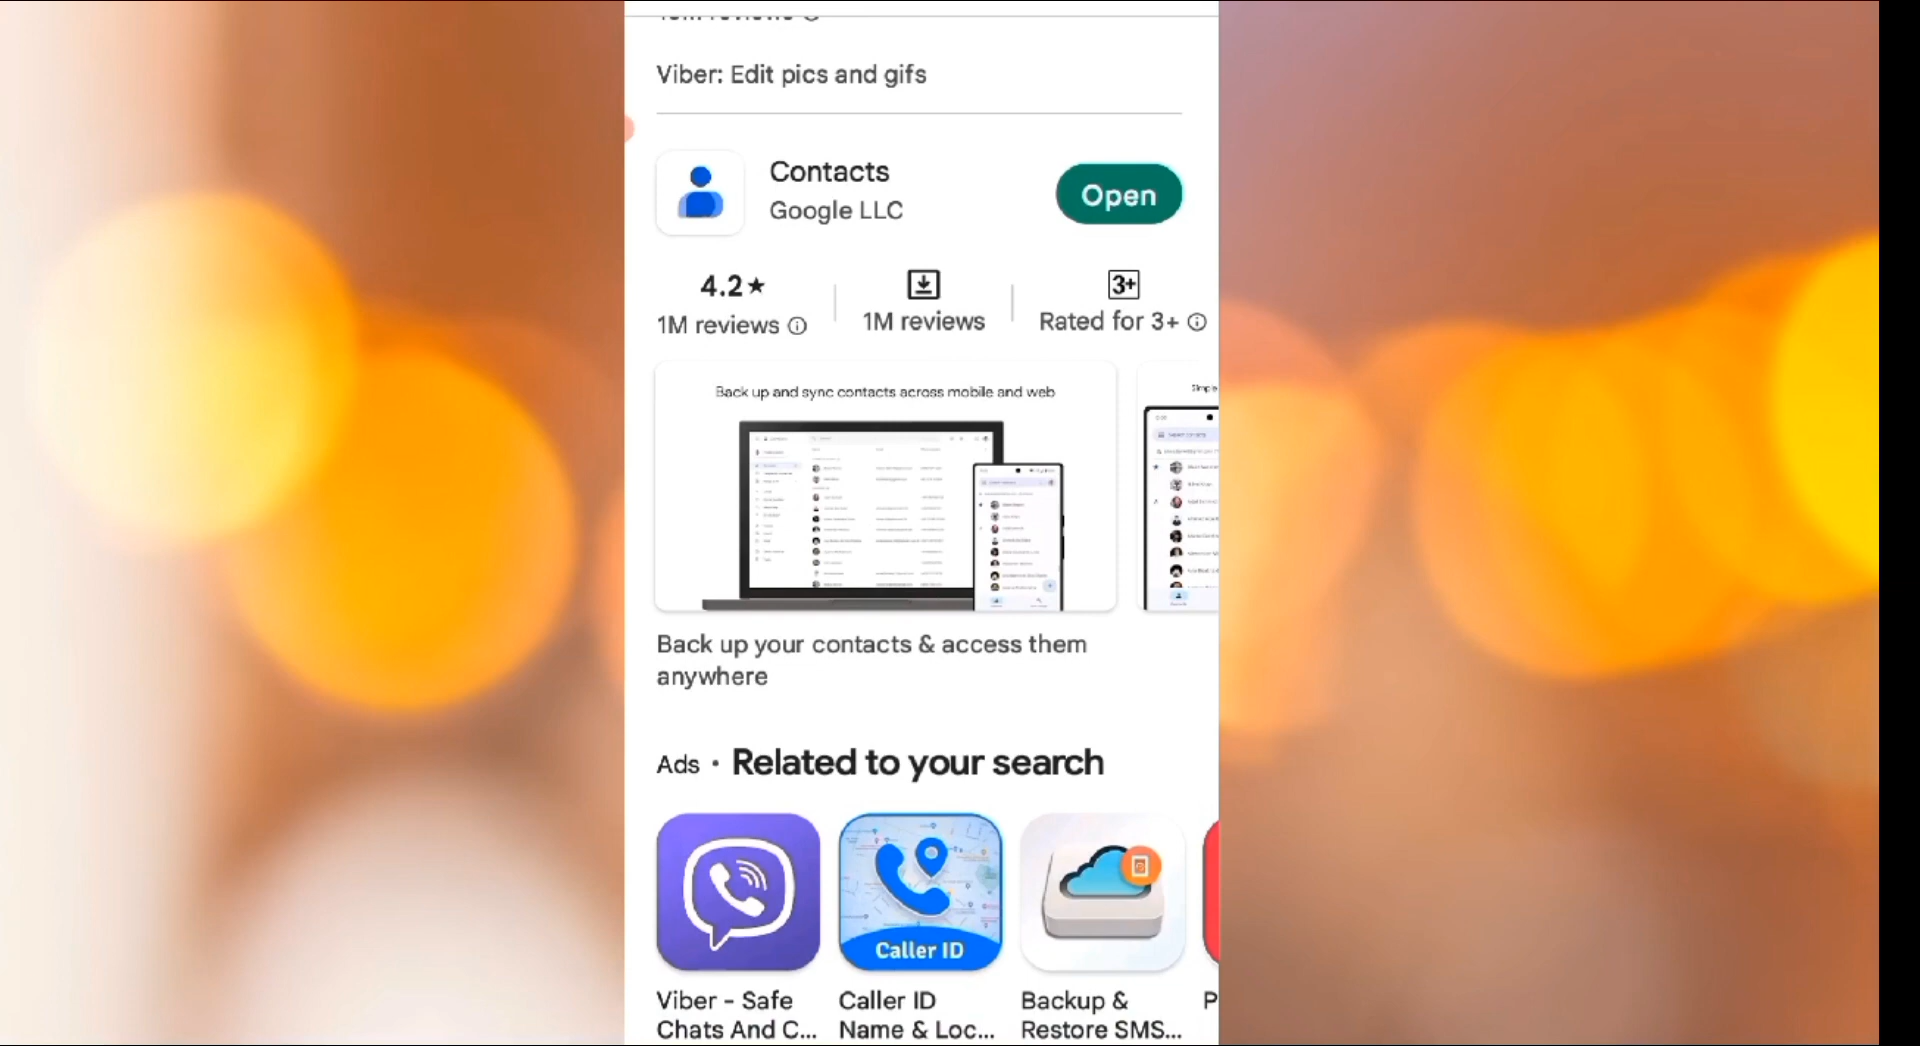 Viber: Edit pics and gifs
Contacts
Google LLC
Open
4.2★
1M reviews
1M reviews
3+
Rated for 3+
Back up and sync contacts across mobile and web
Simple
Back up your contacts & access them
anywhere
Ads • Related to your search
Caller ID
Viber - Safe
Chats And C...
Caller ID
Name & Loc...
Backup &
Restore SMS...
P